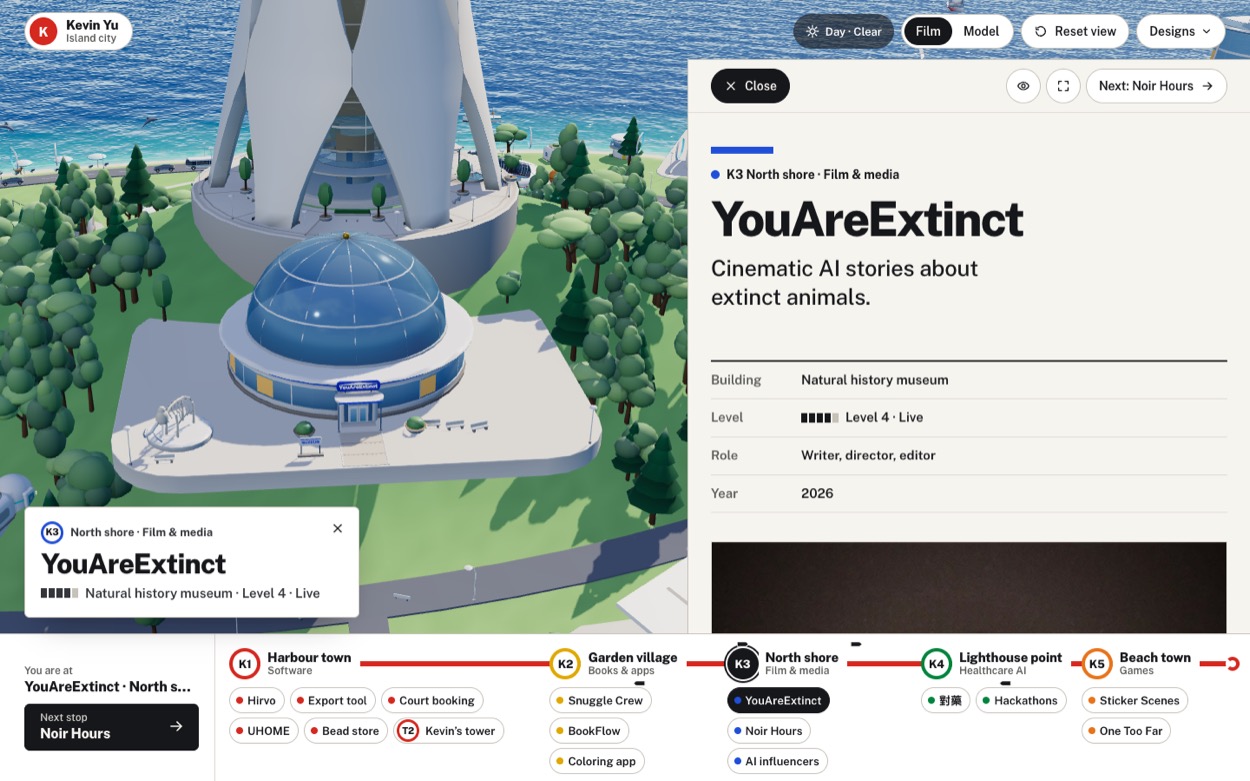 K
Kevin Yu
Island city
Day · Clear
Film
Model
Reset view
Designs
Close
Next: Noir Hours
K3 North shore · Film & media
YouAreExtinct
Cinematic AI stories about
extinct animals.
Building
Natural history museum
Level
Level 4 · Live
Role
Writer, director, editor
Year
2026
YouAreExtinct
K3
North shore · Film & media
YouAreExtinct
Natural history museum · Level 4 · Live
You are at
YouAreExtinct · North s...
Next stop
Noir Hours
K1
Harbour town
Software
Hirvo
Export tool
Court booking
UHOME
Bead store
T2
Kevin's tower
K2
Garden village
Books & apps
Snuggle Crew
BookFlow
Coloring app
K3
North shore
Film & media
YouAreExtinct
Noir Hours
AI influencers
K4
Lighthouse point
Healthcare AI
對藥
Hackathons
K5
Beach town
Games
Sticker Scenes
One Too Far